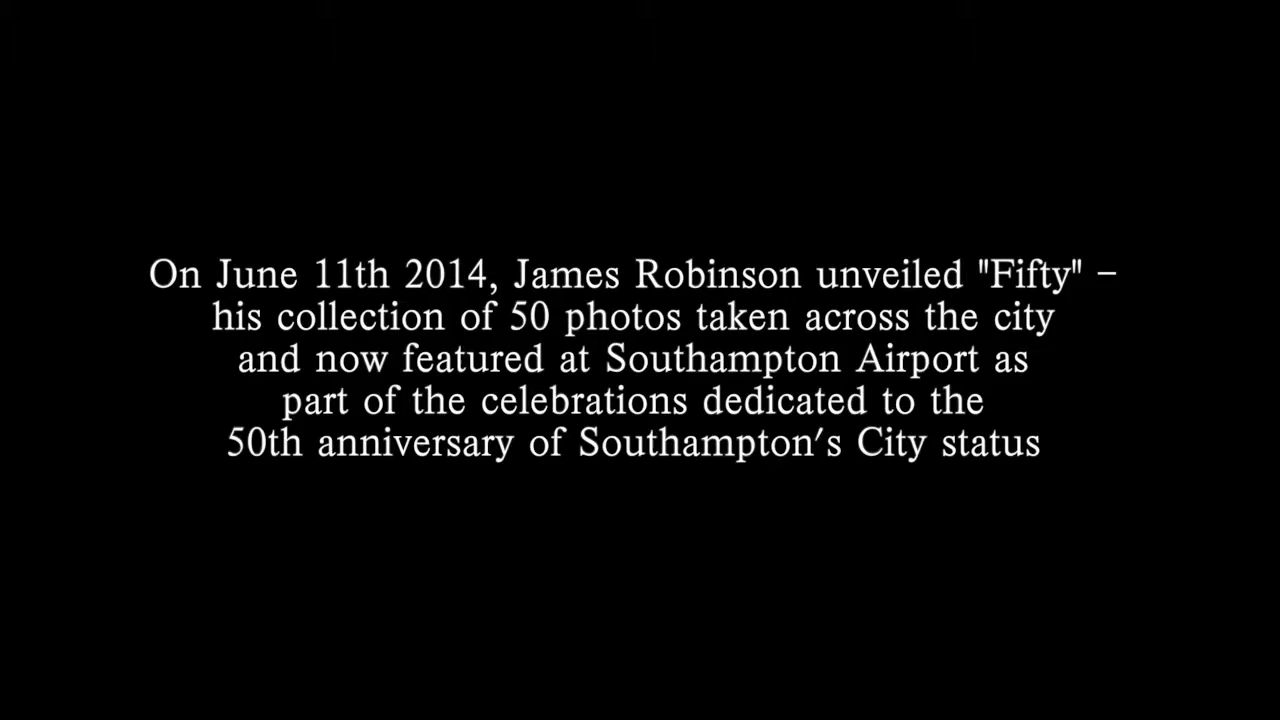 On June 11th 2014, James Robinson unveiled "Fifty" –
his collection of 50 photos taken across the city
and now featured at Southampton Airport as
part of the celebrations dedicated to the
50th anniversary of Southampton's City status